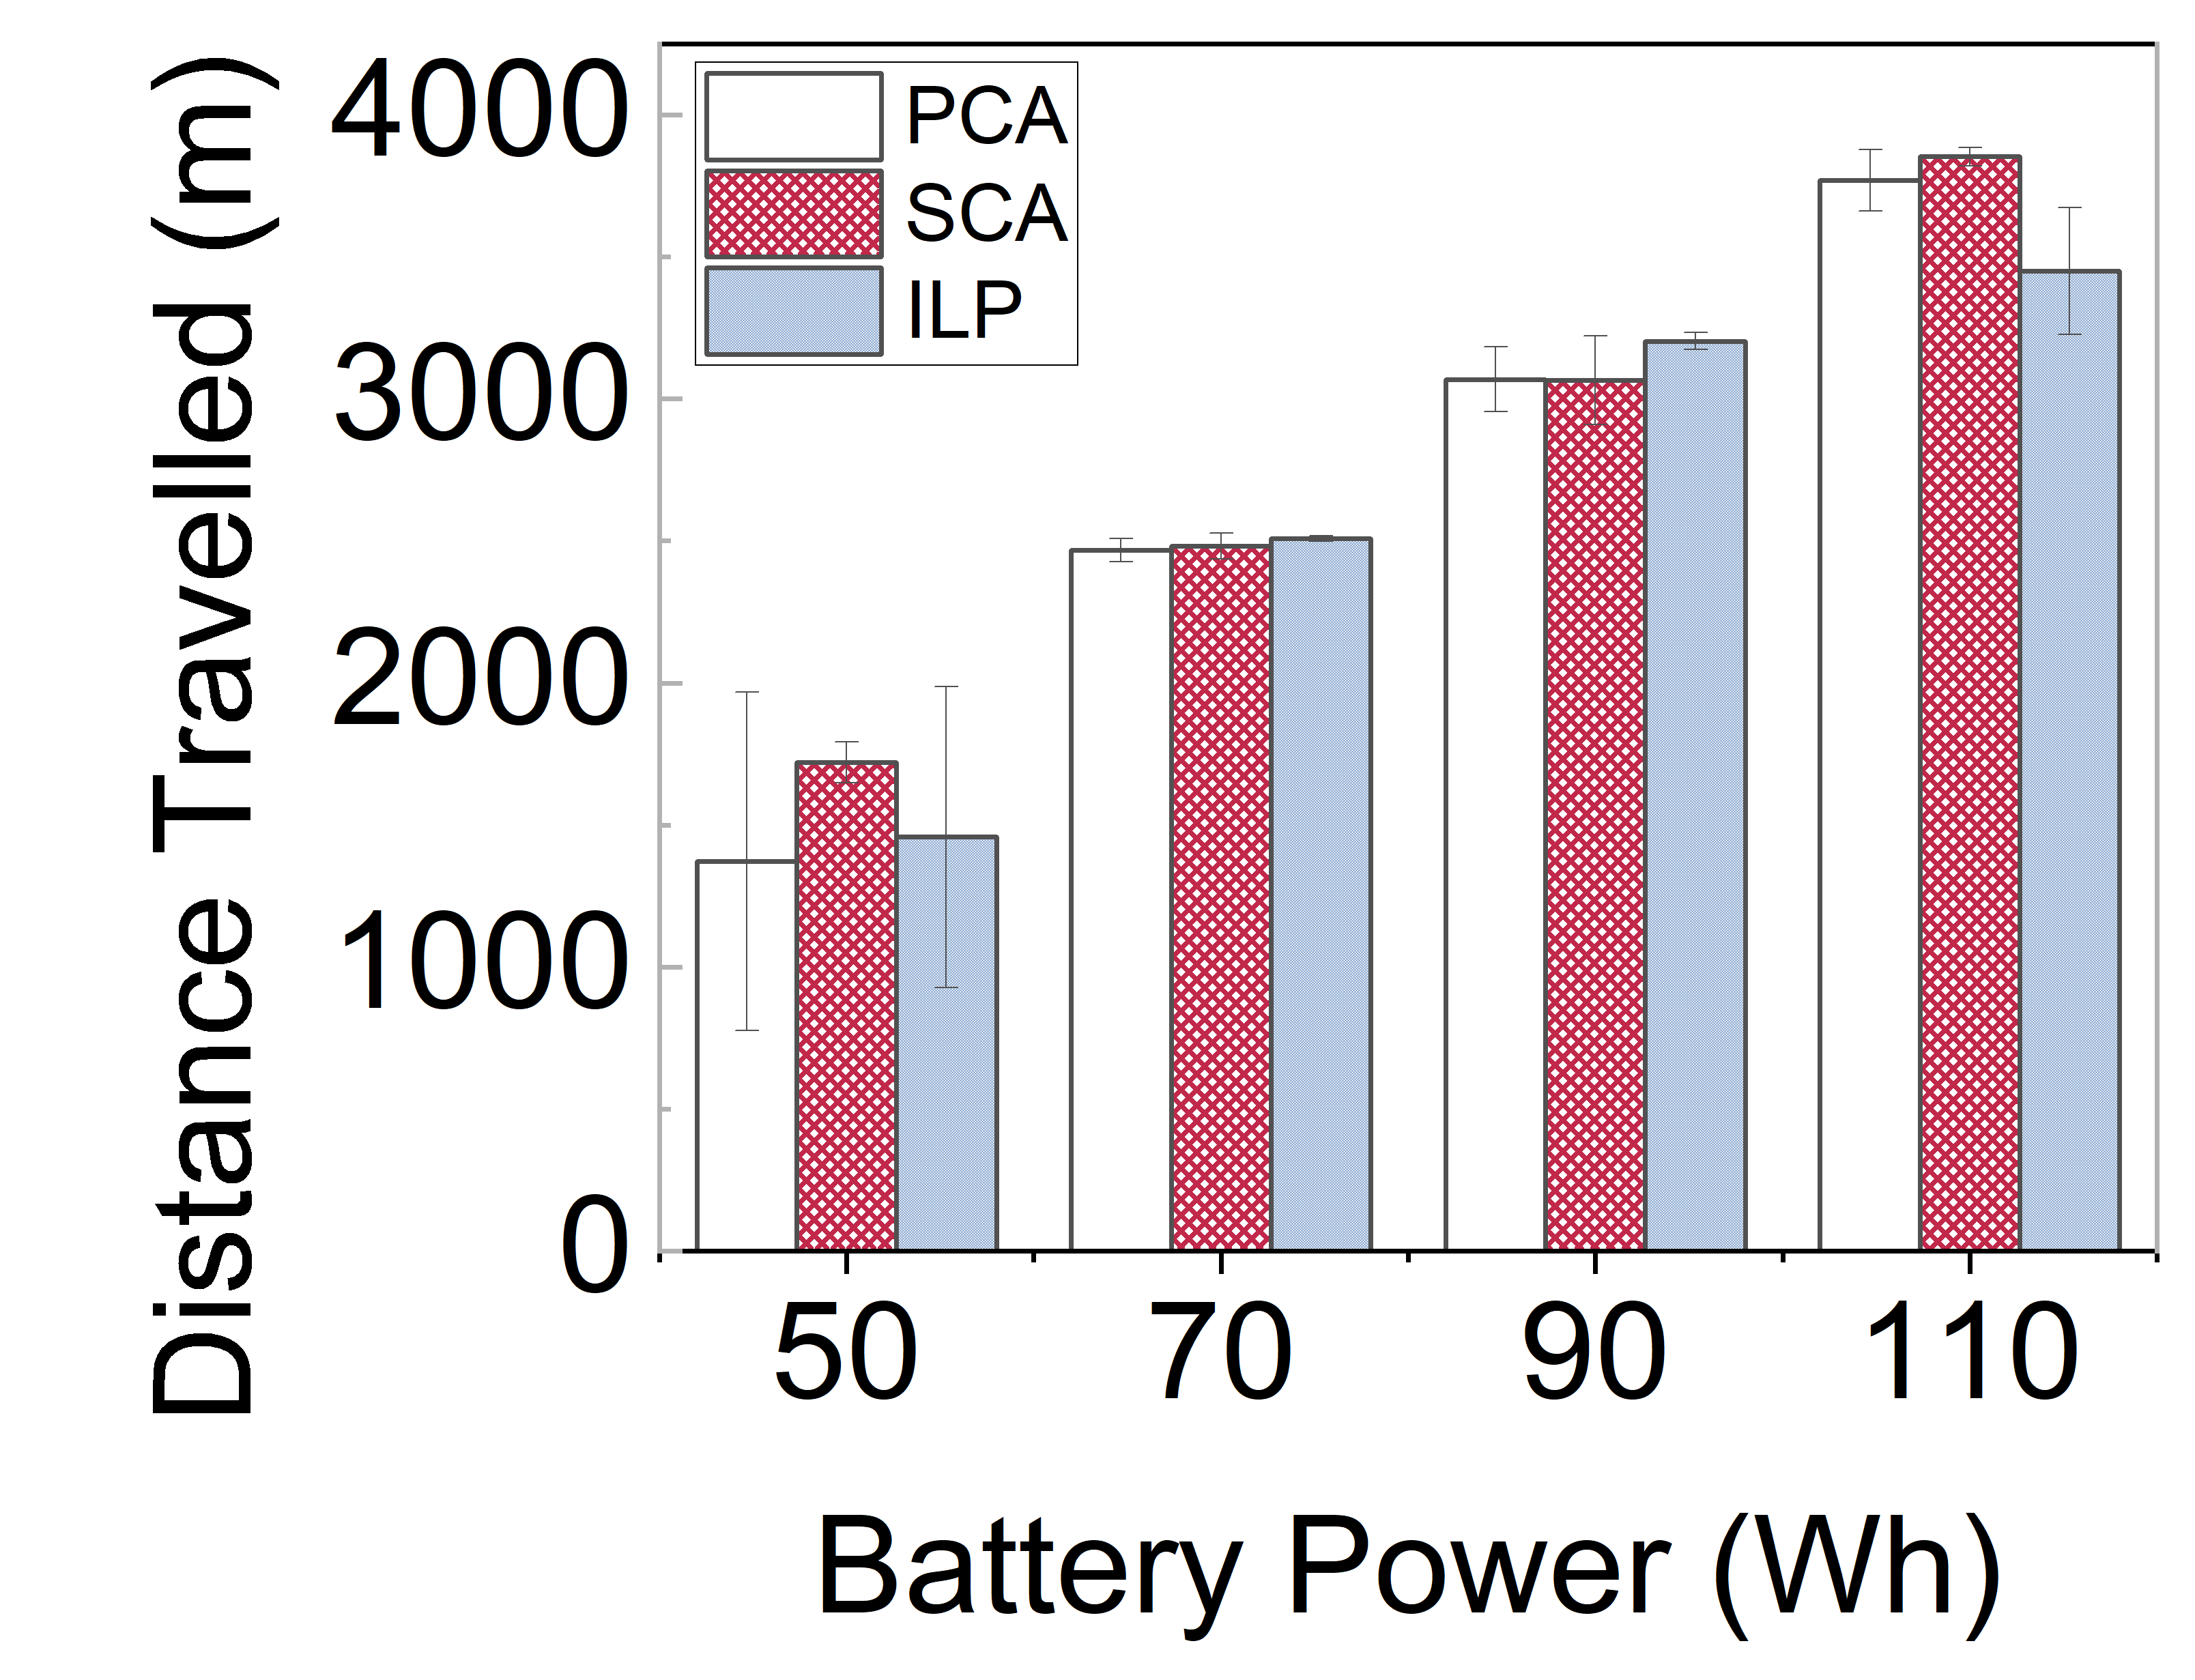 Distance Travelled (m)
4000
3000
2000
1000
0
PCA
SCA
ILP
50 70 90 110
Battery Power (Wh)